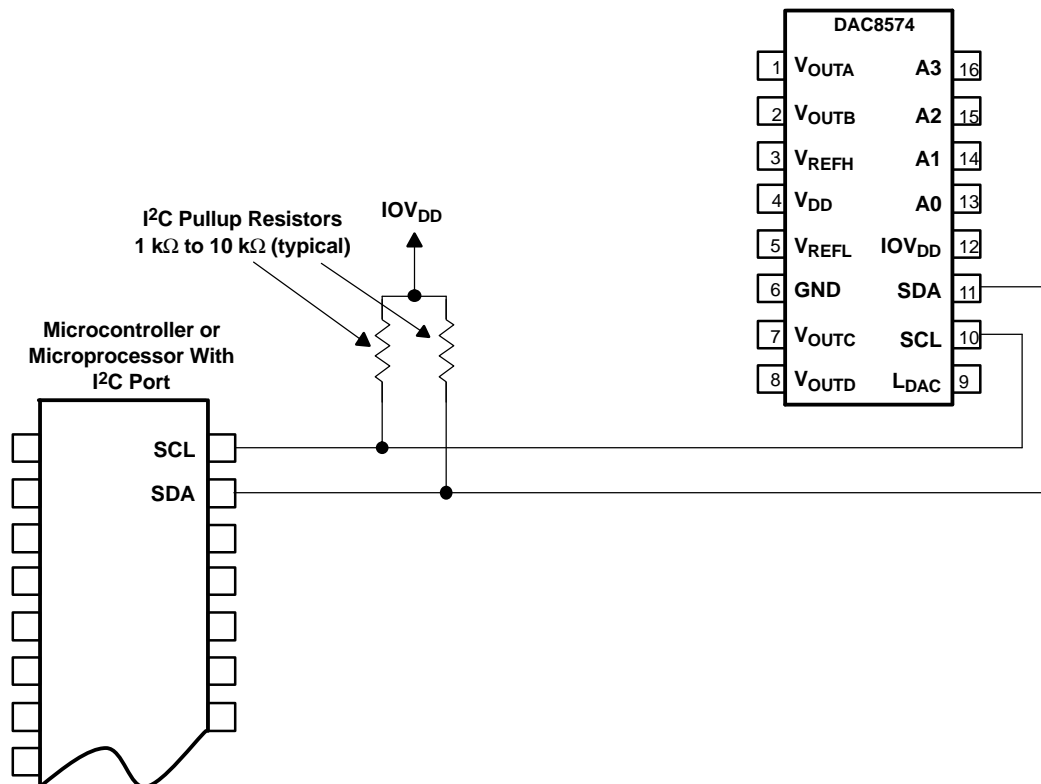 DAC8574
1 VOUTA A3 16
2 VOUTB A2 15
3 VREFH A1 14
4 VDD A0 13
5 VREFL IOVDD 12
6 GND SDA 11
7 VOUTC SCL 10
8 VOUTD LDAC 9
I²C Pullup Resistors
1 kΩ to 10 kΩ (typical)
IOVDD
Microcontroller or
Microprocessor With
I²C Port
SCL
SDA